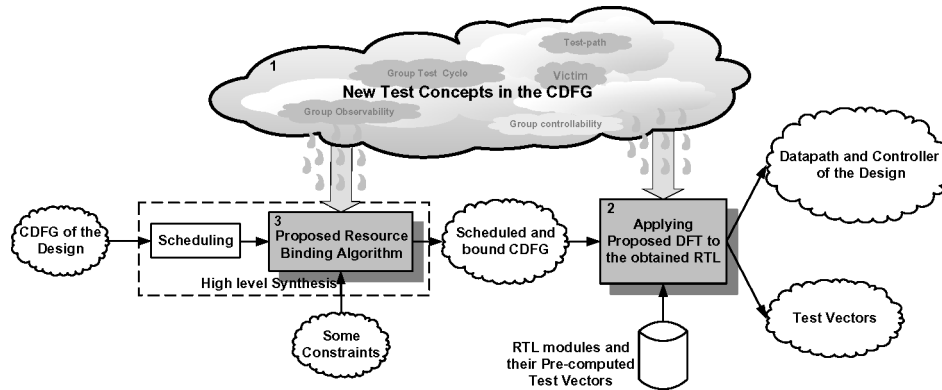 1
Test-path
Group Test Cycle
Victim
New Test Concepts in the CDFG
Group Observability
Group controllability
CDFG of the
Design
Scheduling
3
Proposed Resource
Binding Algorithm
High level Synthesis
Some
Constraints
Scheduled and
bound CDFG
2
Applying
Proposed DFT to
the obtained RTL
RTL modules and
their Pre-computed
Test Vectors
Datapath and Controller
of the Design
Test Vectors